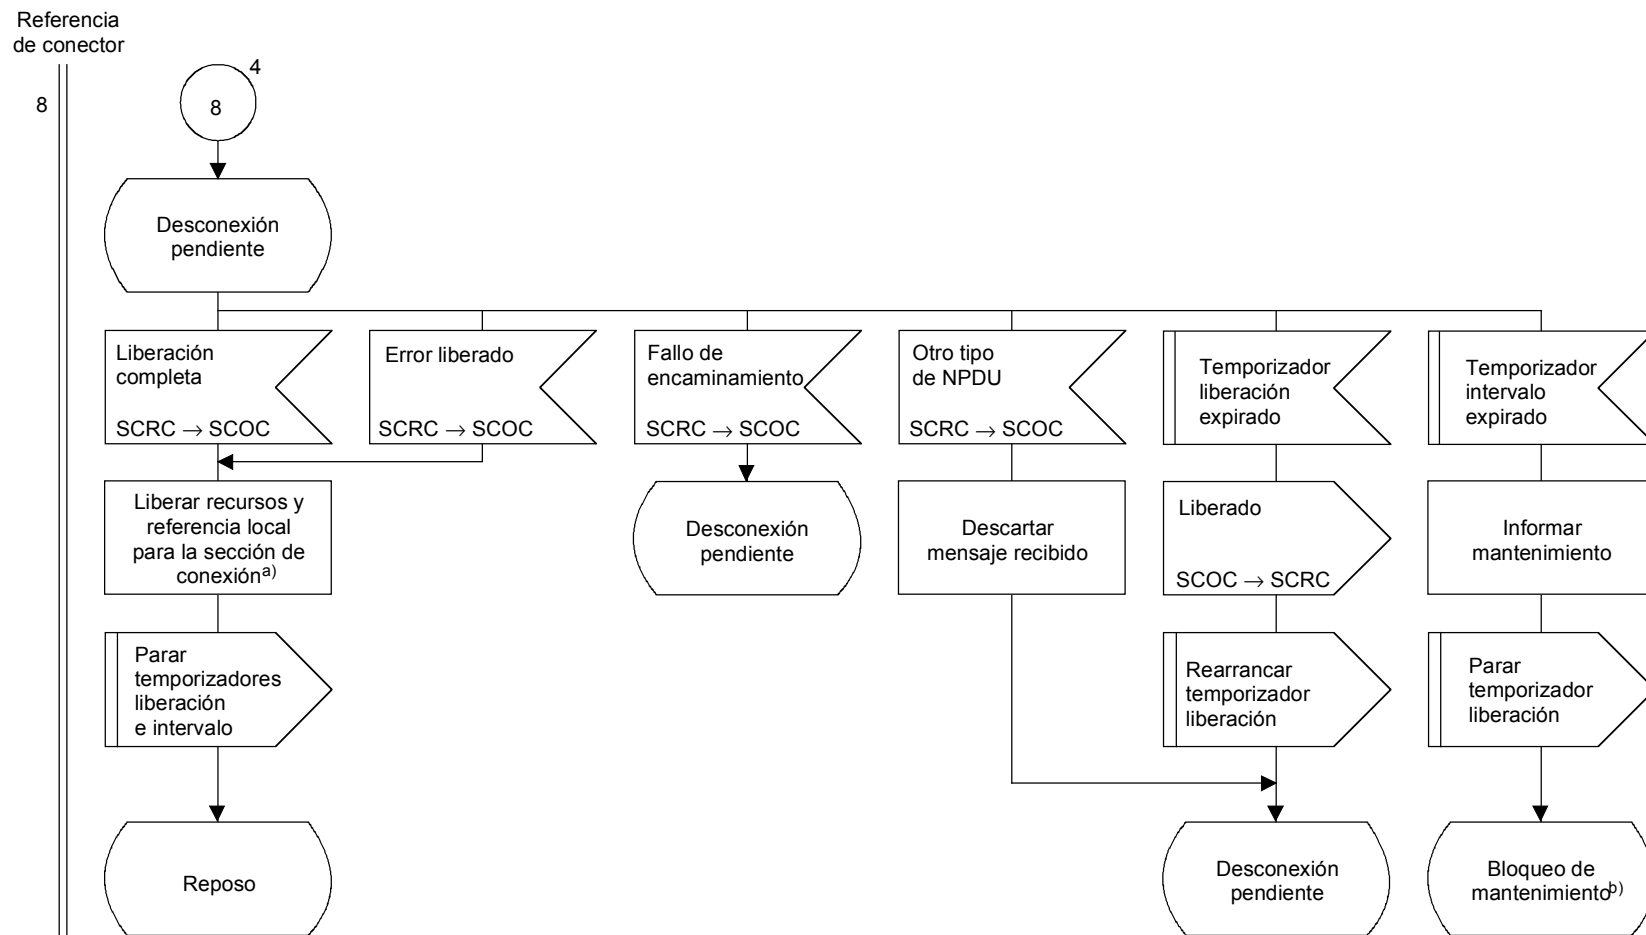 Referencia
de conector
4
8
8
Desconexión
pendiente
Liberación
completa
SCRC → SCOC
Error liberado
SCRC → SCOC
Fallo de
encaminamiento
SCRC → SCOC
Otro tipo
de NPDU
SCRC → SCOC
Temporizador
liberación
expirado
Temporizador
intervalo
expirado
Liberar recursos y
referencia local
para la sección de
conexióna)
Desconexión
pendiente
Descartar
mensaje recibido
Liberado
SCOC → SCRC
Informar
mantenimiento
Parar
temporizadores
liberación
e intervalo
Rearrancar
temporizador
liberación
Parar
temporizador
liberación
Reposo
Desconexión
pendiente
Bloqueo de
mantenimientob)